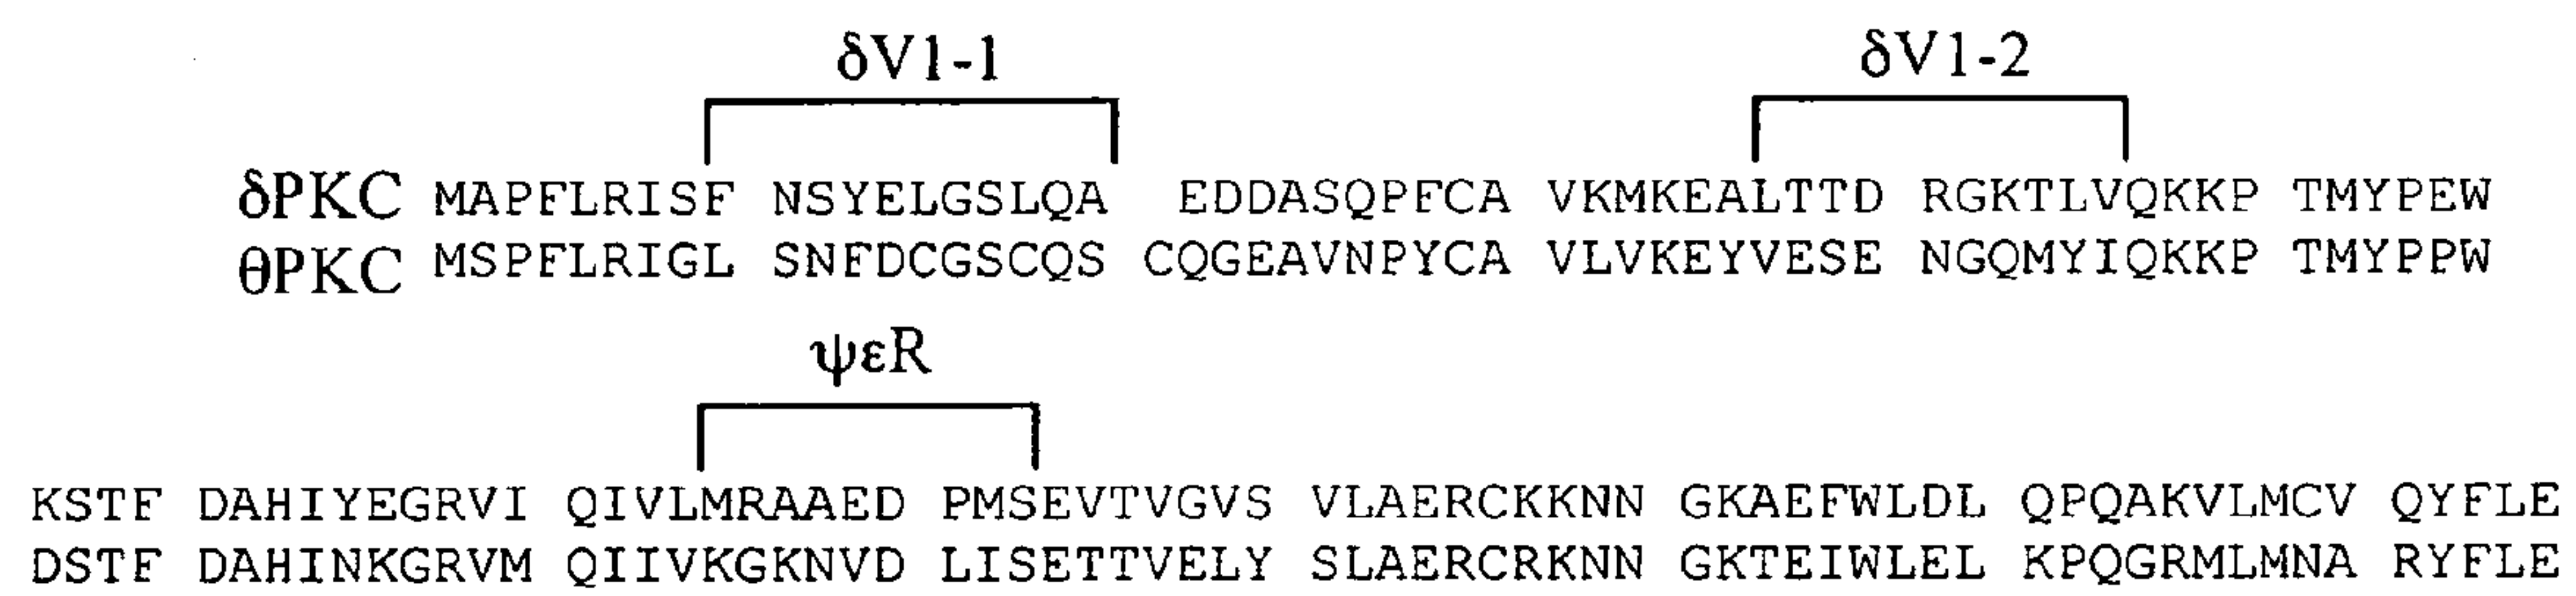 δV1-1 δV1-2
δPKC MAPFLRISF NSYELGSLQA EDDASQPFCA VKMKEALTTD RGKTLVQKKP TMYPEW
θPKC MSPFLRIGL SNFDCGSCQS CQGEAVNPYCA VLVKEYVESE NGQMYIQKKP TMYPPW
ψεR
KSTF DAHIYEGRVI QIVLMRAAED PMSEVTVGVS VLAERCKKNN GKAEFWLDL QPQAKVLMCV QYFLE
DSTF DAHINKGRVM QIIVKGKNVD LISETTVELY SLAERCRKNN GKTEIWLEL KPQGRMLMNA RYFLE